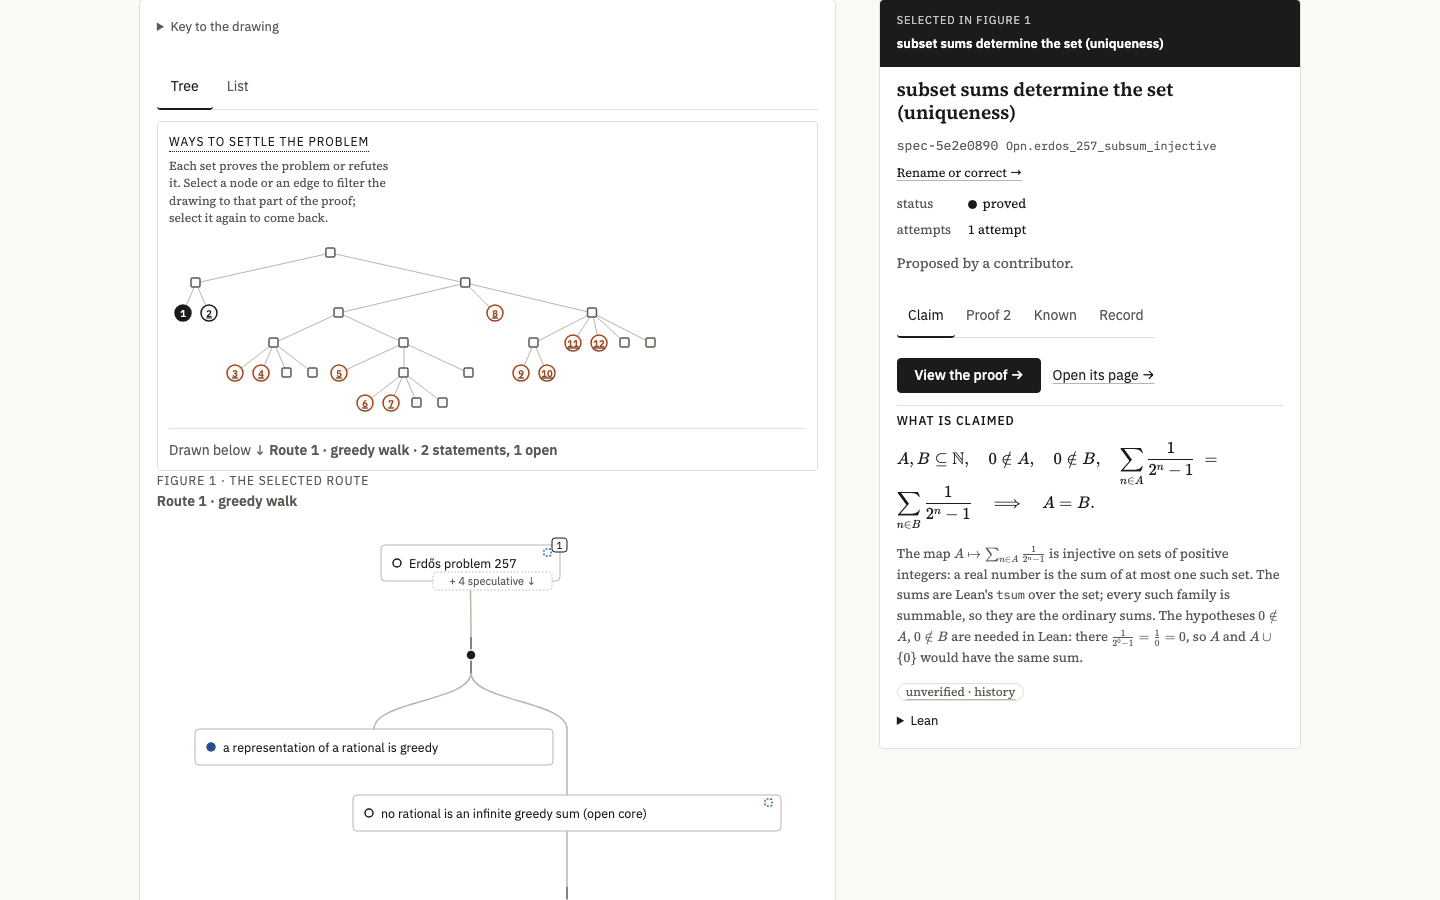 Key to the drawing
Tree List
WAYS TO SETTLE THE PROBLEM
Each set proves the problem or refutes
it. Select a node or an edge to filter the
drawing to that part of the proof;
select it again to come back.
1 2 8
11 12
3 4 5 9 10
6 7
Drawn below ↓ Route 1 · greedy walk · 2 statements, 1 open
FIGURE 1 · THE SELECTED ROUTE
Route 1 · greedy walk
1
Erdős problem 257
+ 4 speculative ↓
a representation of a rational is greedy
no rational is an infinite greedy sum (open core)
SELECTED IN FIGURE 1
subset sums determine the set (uniqueness)
subset sums determine the set
(uniqueness)
spec-5e2e0890 Opn.erdos_257_subsum_injective
Rename or correct →
status proved
attempts 1 attempt
Proposed by a contributor.
Claim Proof 2 Known Record
View the proof → Open its page →
WHAT IS CLAIMED
A, B ⊆ ℕ, 0 ∉ A, 0 ∉ B, ∑_{n∈A} 1/(2ⁿ − 1) =
∑_{n∈B} 1/(2ⁿ − 1) ⟹ A = B.
The map A ↦ ∑_{n∈A} 1/(2ⁿ−1) is injective on sets of positive
integers: a real number is the sum of at most one such set. The
sums are Lean's tsum over the set; every such family is
summable, so they are the ordinary sums. The hypotheses 0 ∉
A, 0 ∉ B are needed in Lean: there 1/(2⁰−1) = 1/0 = 0, so A and A ∪
{0} would have the same sum.
unverified · history
Lean